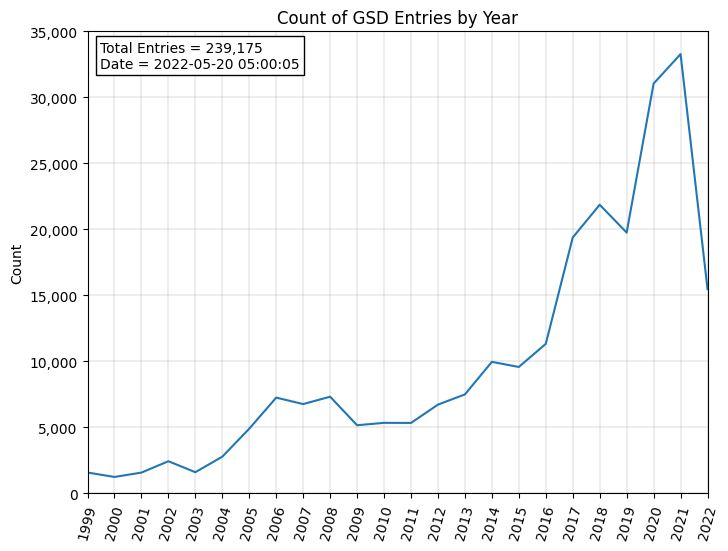 Count of GSD Entries by Year
Total Entries = 239,175
Date = 2022-05-20 05:00:05
35,000
30,000
25,000
20,000
15,000
10,000
5,000
0
Count
1999 2000 2001 2002 2003 2004 2005 2006 2007 2008 2009 2010 2011 2012 2013 2014 2015 2016 2017 2018 2019 2020 2021 2022